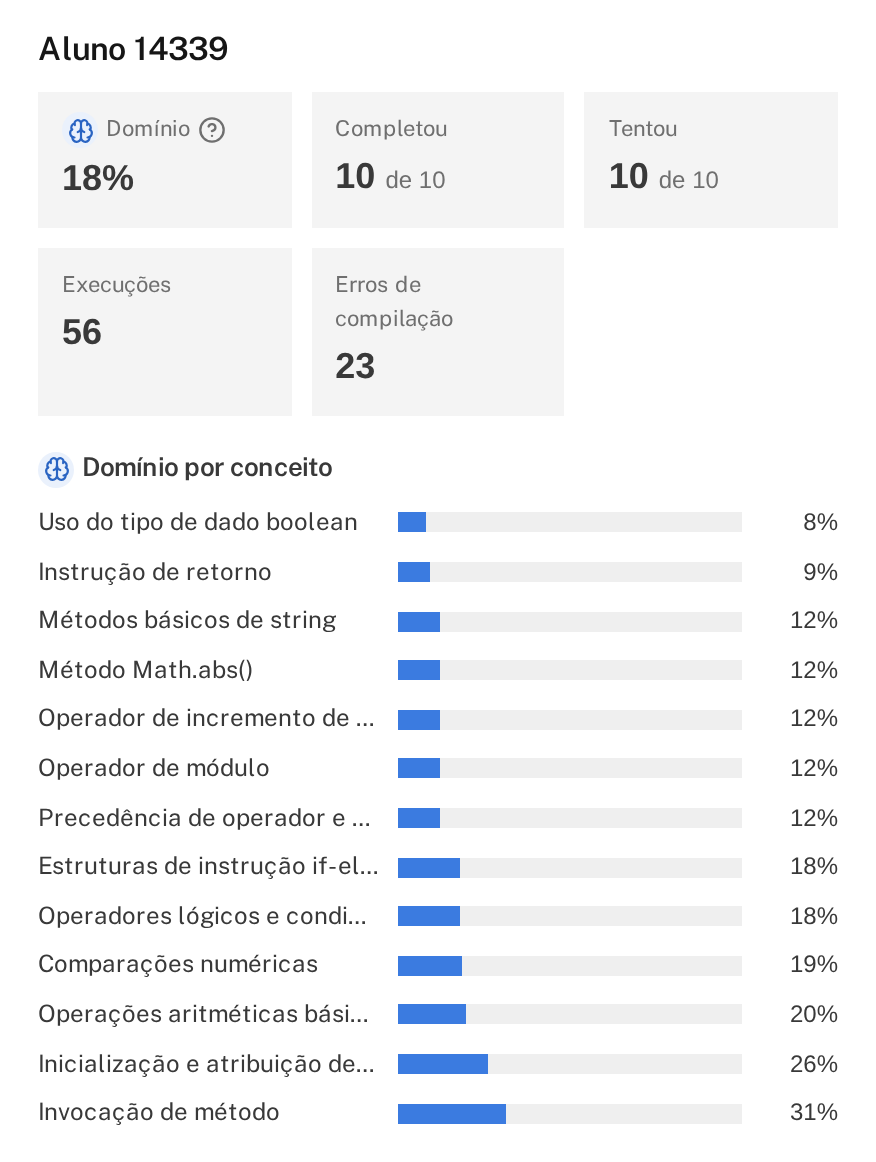 Aluno 14339
Domínio ?
18%
Completou
10 de 10
Tentou
10 de 10
Execuções
56
Erros de
compilação
23
Domínio por conceito
Uso do tipo de dado boolean 8%
Instrução de retorno 9%
Métodos básicos de string 12%
Método Math.abs() 12%
Operador de incremento de ... 12%
Operador de módulo 12%
Precedência de operador e ... 12%
Estruturas de instrução if-el... 18%
Operadores lógicos e condi... 18%
Comparações numéricas 19%
Operações aritméticas bási... 20%
Inicialização e atribuição de... 26%
Invocação de método 31%